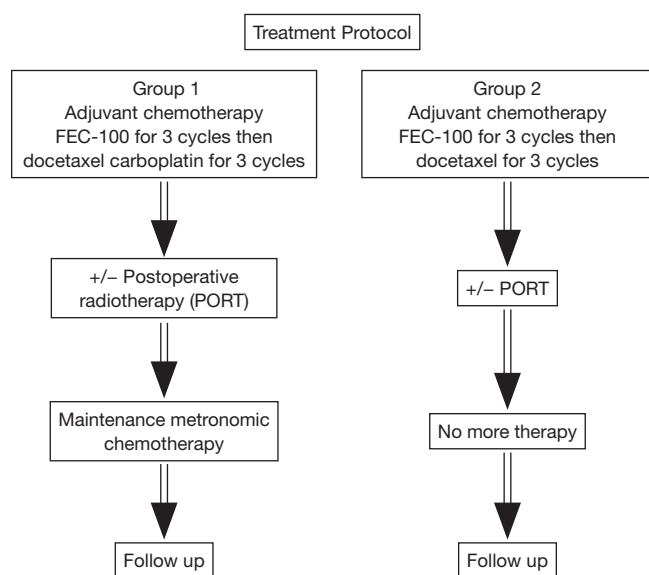 Treatment Protocol
Group 1
Adjuvant chemotherapy
FEC-100 for 3 cycles then
docetaxel carboplatin for 3 cycles
+/– Postoperative
radiotherapy (PORT)
Maintenance metronomic
chemotherapy
Follow up
Group 2
Adjuvant chemotherapy
FEC-100 for 3 cycles then
docetaxel for 3 cycles
+/– PORT
No more therapy
Follow up